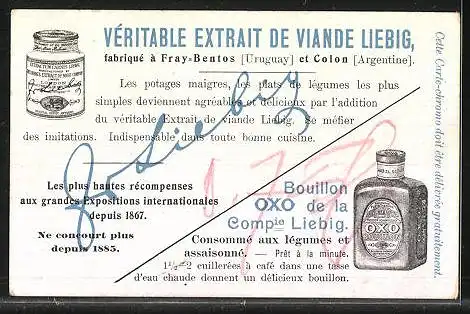 VÉRITABLE EXTRAIT DE VIANDE LIEBIG,
fabriqué à Fray=Bentos [Uruguay] et Colon [Argentine].
Les potages maigres, les plats de légumes les plus
simples deviennent agréables et délicieux par l'addition
du véritable Extrait de viande Liebig. Se méfier
des imitations. Indispensable dans toute bonne cuisine.
J. v. Liebig
Les plus hautes récompenses
aux grandes Expositions internationales
depuis 1867.
Ne concourt plus
depuis 1885.
Bouillon
OXO de la
Compie Liebig.
Consommé aux légumes et
assaisonné. — Prêt à la minute.
1½–2 cuillerées à café dans une tasse
d'eau chaude donnent un délicieux bouillon.
OXO
Cette Carte-chromo doit être délivrée gratuitement.